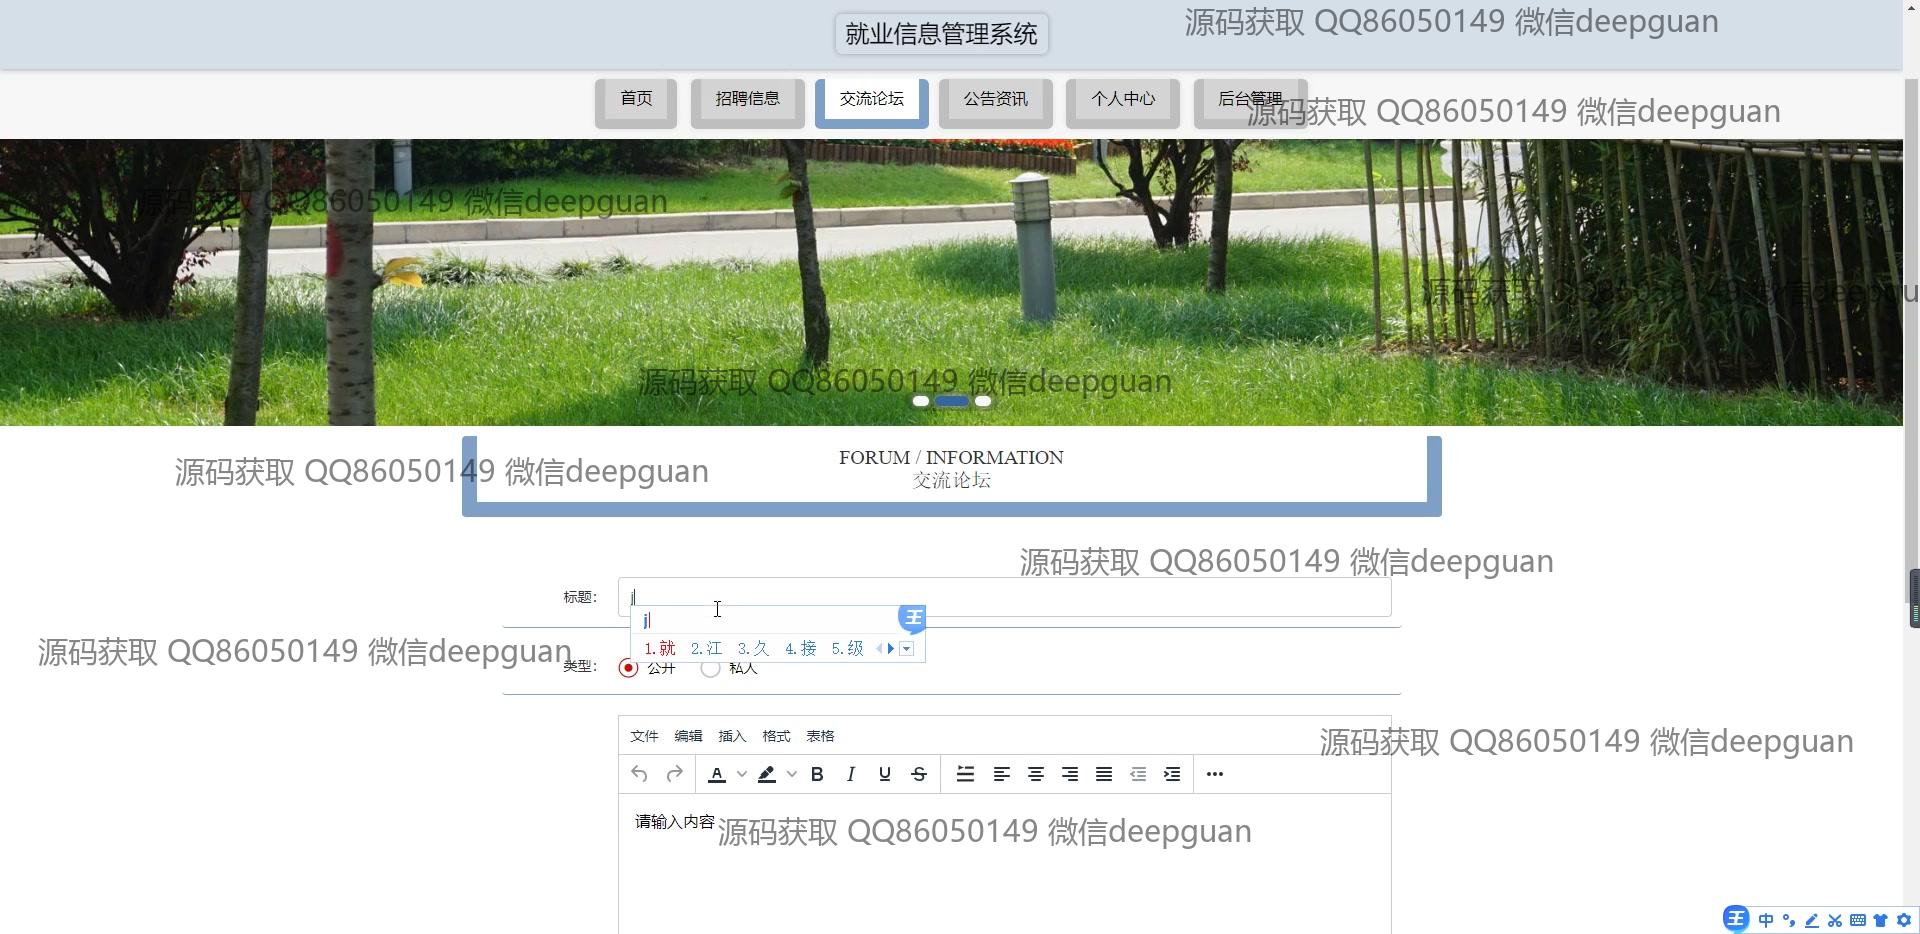 就业信息管理系统
源码获取 QQ86050149 微信deepguan
首页 招聘信息 交流论坛 公告资讯 个人中心 后台管理
源码获取 QQ86050149 微信deepguan
源码获取 QQ86050149 微信deepguan
源码获取 QQ86050149 微信deepgu
源码获取 QQ86050149 微信deepguan
FORUM / INFORMATION
源码获取 QQ86050149 微信deepguan
交流论坛
源码获取 QQ86050149 微信deepguan
标题: j
j
1.就 2.江 3.久 4.接 5.级
源码获取 QQ86050149 微信deepguan
类型: 公开 私人
文件 编辑 插入 格式 表格
源码获取 QQ86050149 微信deepguan
A B I U S
请输入内容
源码获取 QQ86050149 微信deepguan
王 中